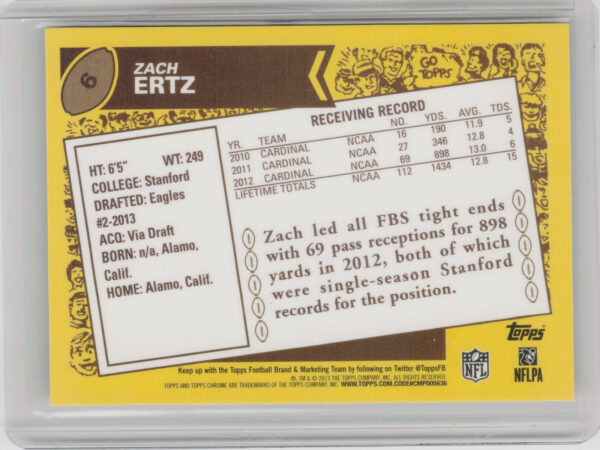 6
ZACH
ERTZ
GO
TOPPS
RECEIVING RECORD
YR. TEAM NO. YDS. AVG. TDS.
2010 CARDINAL NCAA 16 190 11.9 5
2011 CARDINAL NCAA 27 346 12.8 4
2012 CARDINAL NCAA 69 898 13.0 6
LIFETIME TOTALS NCAA 112 1434 12.8 15
HT: 6'5" WT: 249
COLLEGE: Stanford
DRAFTED: Eagles
#2-2013
ACQ: Via Draft
BORN: n/a, Alamo,
Calif.
HOME: Alamo, Calif.
Zach led all FBS tight ends
with 69 pass receptions for 898
yards in 2012, both of which
were single-season Stanford
records for the position.
Topps
NFL
NFLPA
Keep up with the Topps Football Brand & Marketing Team by following on Twitter @ToppsFB
®, TM & © 2013 THE TOPPS COMPANY, INC. ALL RIGHTS RESERVED.
TOPPS AND TOPPS CHROME ARE TRADEMARKS OF THE TOPPS COMPANY, INC. WWW.TOPPS.COM.CODE#CMP005636